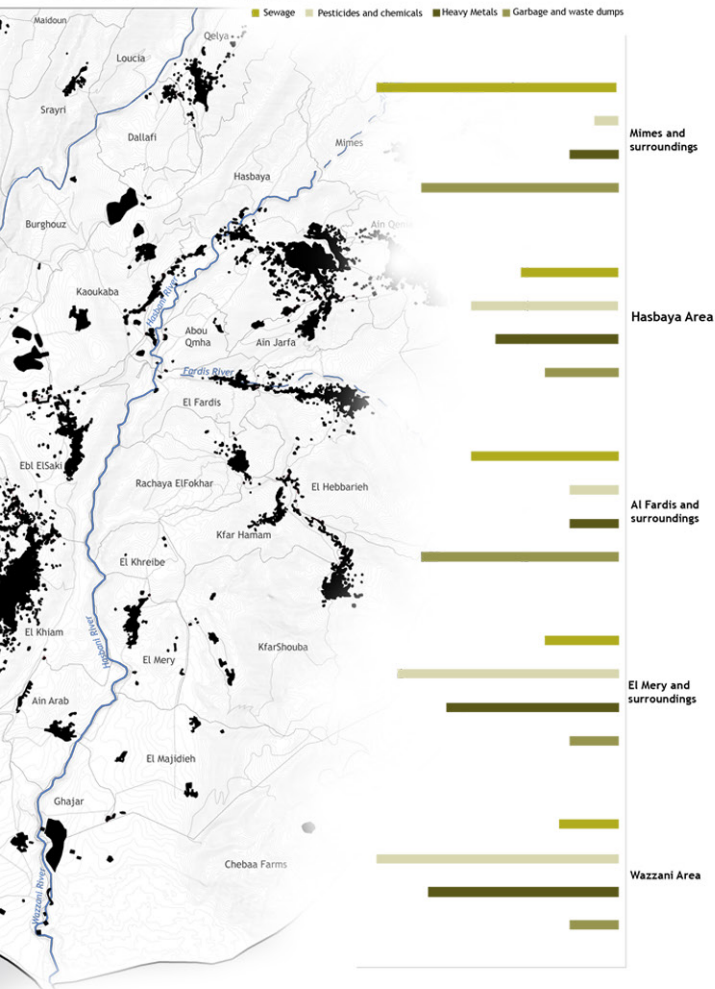 Sewage
Pesticides and chemicals
Heavy Metals
Garbage and waste dumps
Maidoun
Qelya
Loucia
Srayri
Dallafi
Mimes
Hasbaya
Burghouz
Ain Qmha
Kaoukaba
Hasbani River
Abou
Qmha
Ain Jarfa
Fardis River
El Fardis
Ebl ElSaki
Rachaya ElFokhar
El Hebbarieh
Kfar Hamam
El Khreibe
El Khiam
Hasbani River
El Mery
KfarShouba
Ain Arab
El Majidieh
Ghajar
Chebaa Farms
Wazzani River
Mimes and
surroundings
Hasbaya Area
Al Fardis and
surroundings
El Mery and
surroundings
Wazzani Area